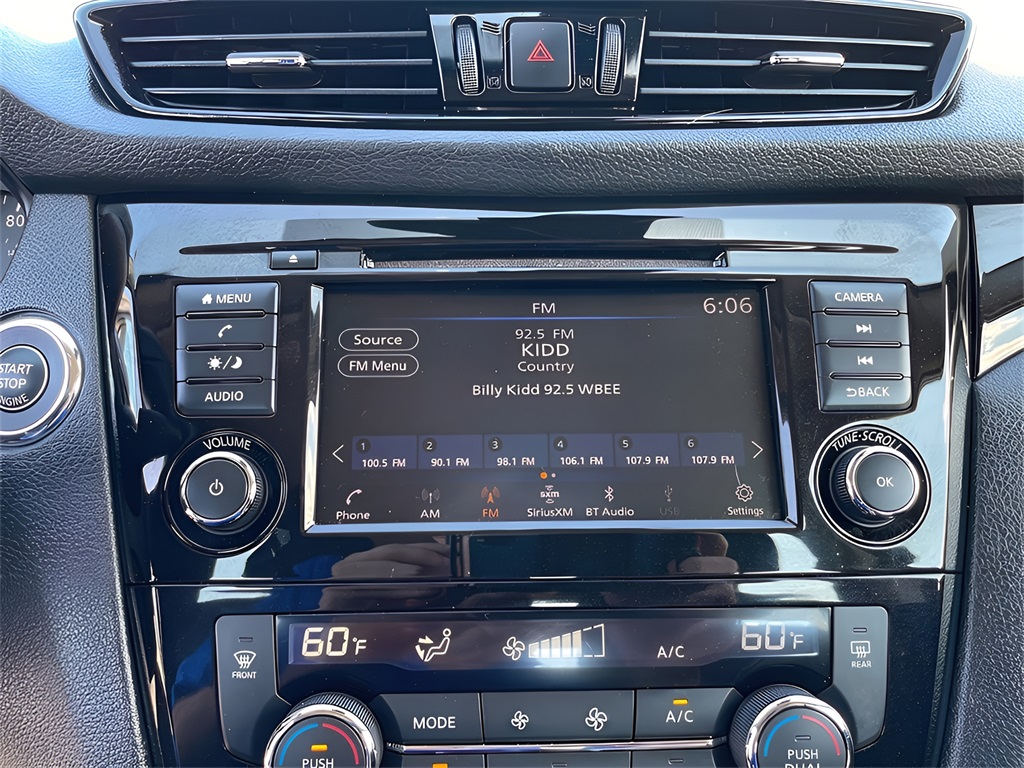 80
START
STOP
ENGINE
MENU
AUDIO
VOLUME
FM
6:06
Source
FM Menu
92.5 FM
KIDD
Country
Billy Kidd 92.5 WBEE
1 2 3 4 5 6
100.5 FM 90.1 FM 98.1 FM 106.1 FM 107.9 FM 107.9 FM
Phone
AM
FM
sxm
SiriusXM
BT Audio
USB
Settings
CAMERA
BACK
TUNE·SCROLL
OK
FRONT
60°F
A/C
60°F
REAR
MODE
A/C
PUSH
PUSH
DUAL